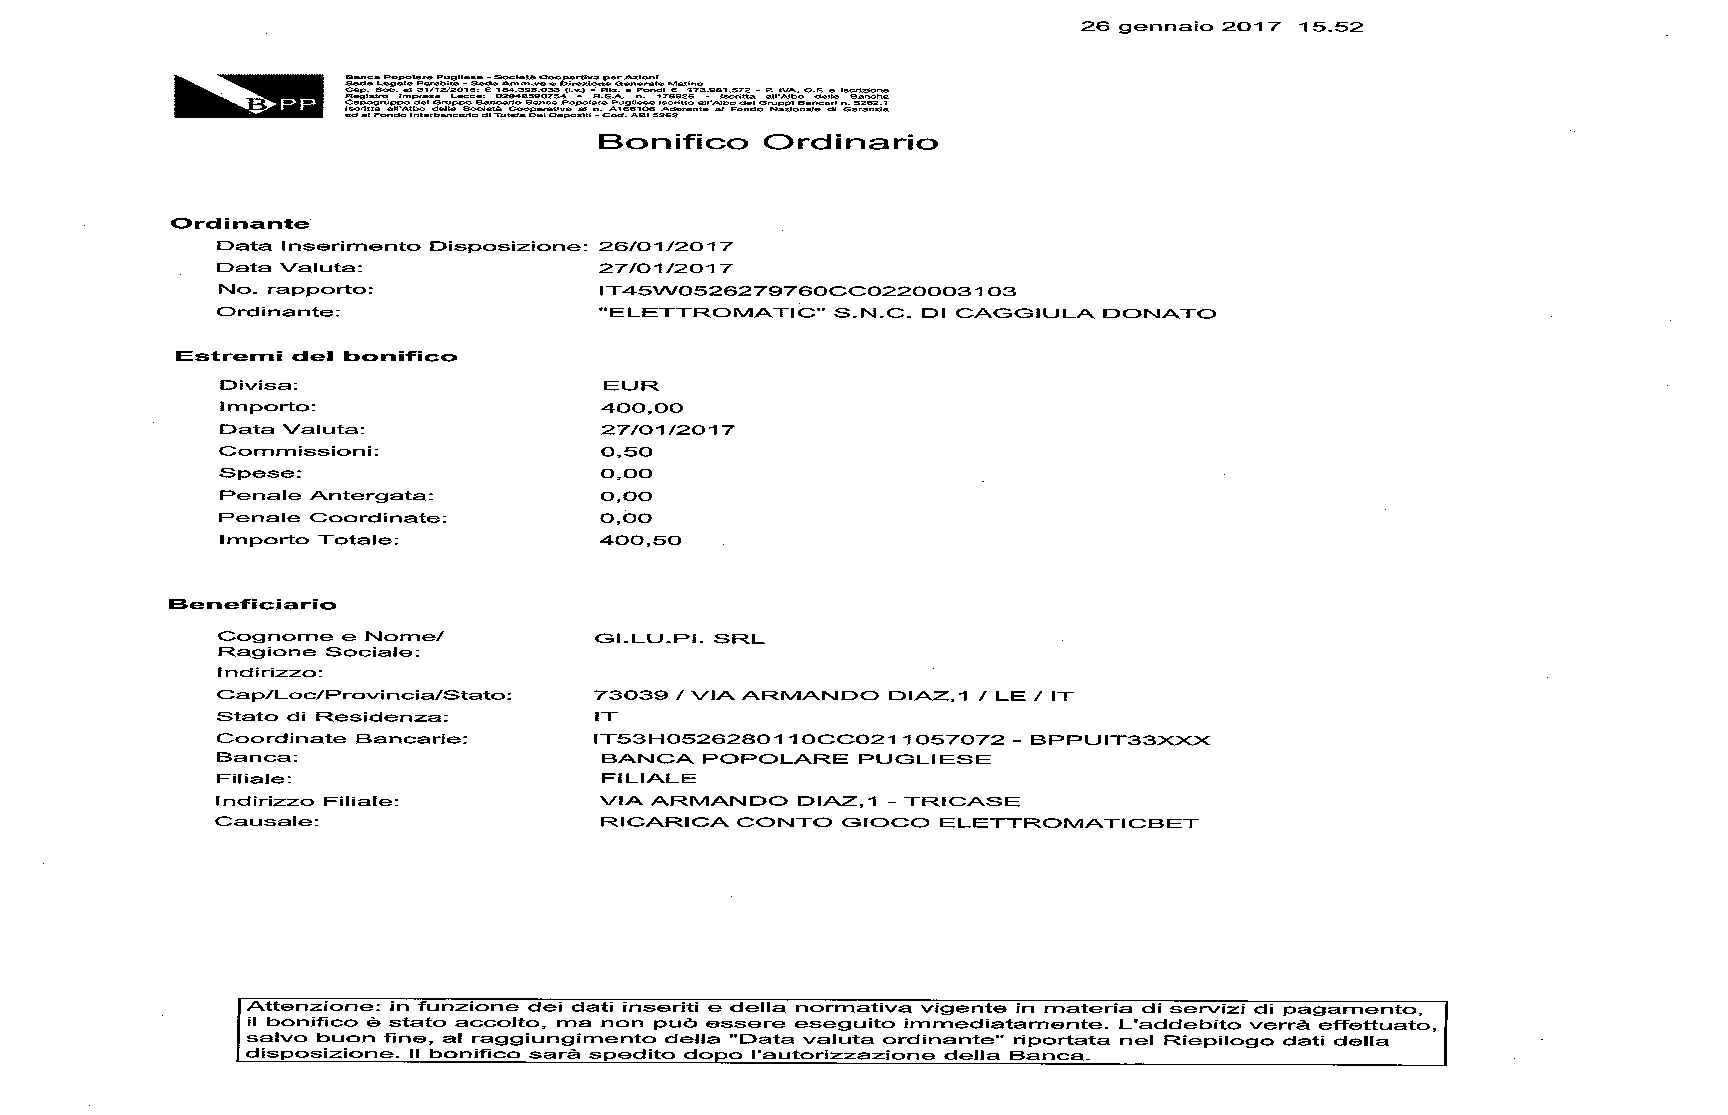 26 gennaio 2017 15.52
BPP
Banca Popolare Pugliese - Società Cooperativa per Azioni
Sede Legale Parabita - Sede Amm.va e Direzione Generale Matino
Cap. Soc. al 31/12/2015: € (i.v.) - Ris. e Fondi € - P. IVA, C.F. e Iscrizione
Registro Imprese Lecce: - R.E.A. n. - Iscritta all'Albo delle Banche
Capogruppo del Gruppo Bancario Banca Popolare Pugliese iscritto all'Albo dei Gruppi Bancari n. 5262.1
Iscritta all'Albo delle Società Cooperative al n. A166106 Aderente al Fondo Nazionale di Garanzia
ed al Fondo Interbancario di Tutela Dei Depositi - Cod. ABI 5262
Bonifico Ordinario
Ordinante
Data Inserimento Disposizione: 26/01/2017
Data Valuta: 27/01/2017
No. rapporto: IT45W0526279760CC0220003103
Ordinante: "ELETTROMATIC" S.N.C. DI CAGGIULA DONATO
Estremi del bonifico
Divisa: EUR
Importo: 400,00
Data Valuta: 27/01/2017
Commissioni: 0,50
Spese: 0,00
Penale Antergata: 0,00
Penale Coordinate: 0,00
Importo Totale: 400,50
Beneficiario
Cognome e Nome/ GI.LU.PI. SRL
Ragione Sociale:
Indirizzo:
Cap/Loc/Provincia/Stato: 73039 / VIA ARMANDO DIAZ,1 / LE / IT
Stato di Residenza: IT
Coordinate Bancarie: IT53H0526280110CC0211057072 - BPPUIT33XXX
Banca: BANCA POPOLARE PUGLIESE
Filiale: FILIALE
Indirizzo Filiale: VIA ARMANDO DIAZ,1 - TRICASE
Causale: RICARICA CONTO GIOCO ELETTROMATICBET
Attenzione: in funzione dei dati inseriti e della normativa vigente in materia di servizi di pagamento,
il bonifico è stato accolto, ma non può essere eseguito immediatamente. L'addebito verrà effettuato,
salvo buon fine, al raggiungimento della "Data valuta ordinante" riportata nel Riepilogo dati della
disposizione. Il bonifico sarà spedito dopo l'autorizzazione della Banca.